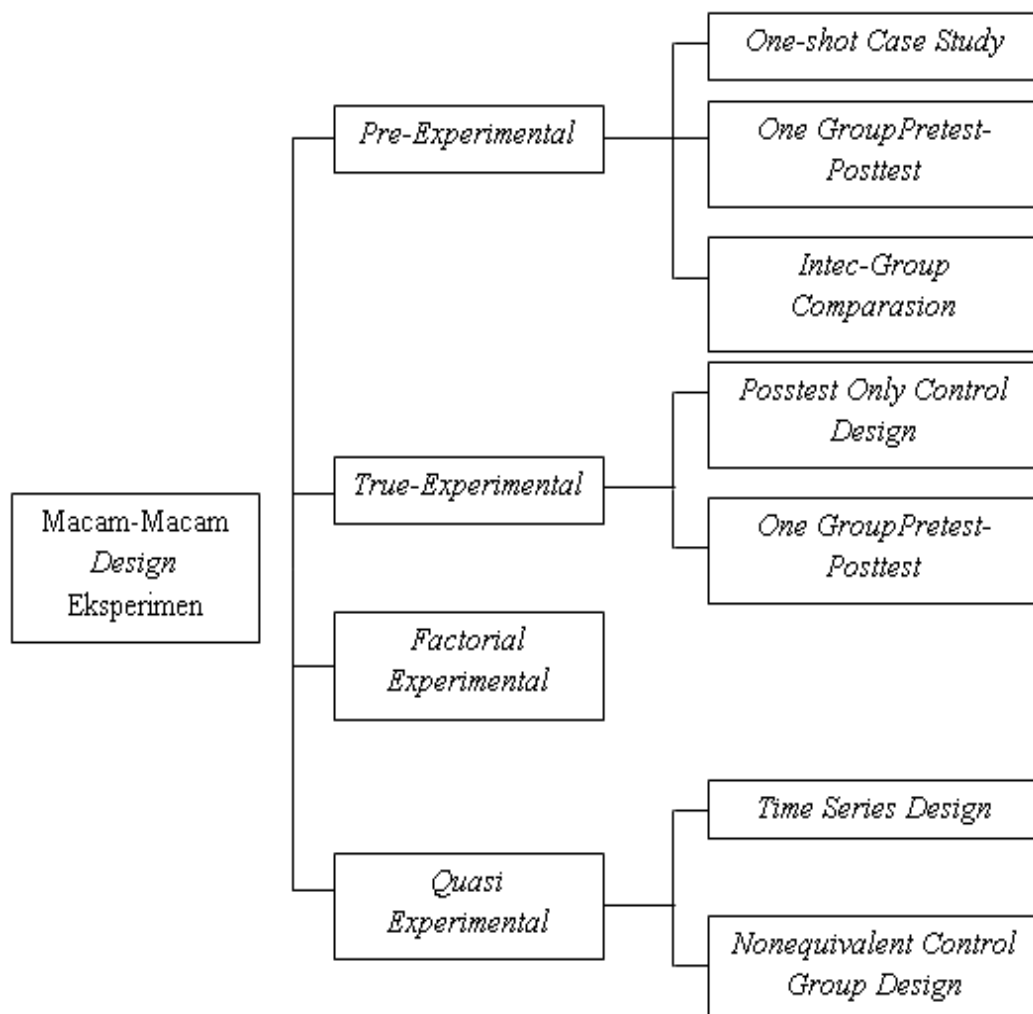 Macam-Macam
Design
Eksperimen
Pre-Experimental
One-shot Case Study
One GroupPretest-
Posttest
Intec-Group
Comparasion
True-Experimental
Posstest Only Control
Design
One GroupPretest-
Posttest
Factorial
Experimental
Quasi
Experimental
Time Series Design
Nonequivalent Control
Group Design